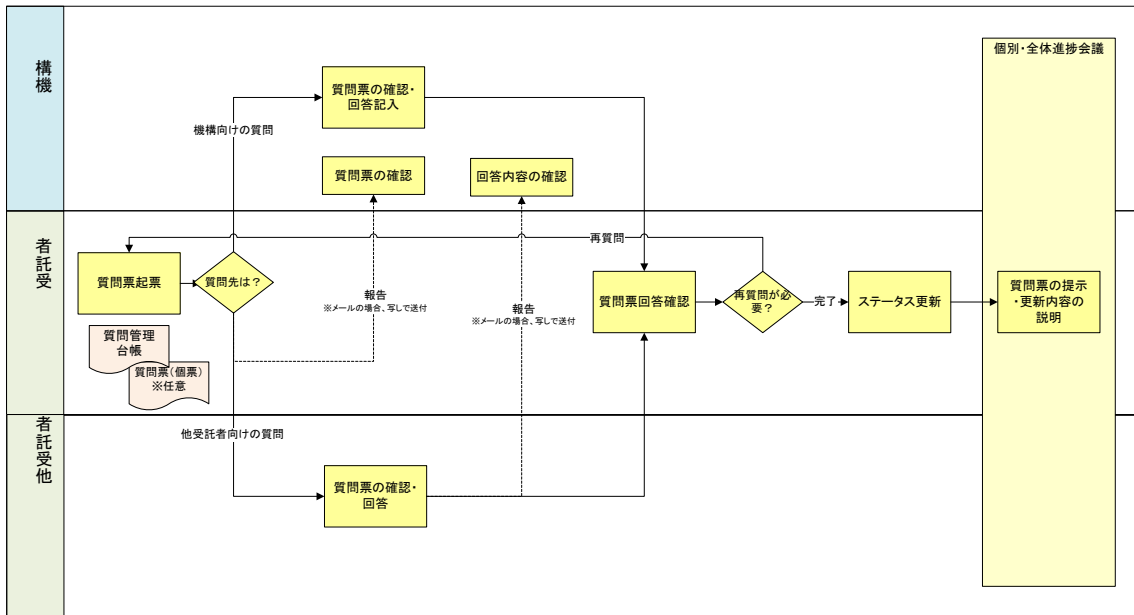 構機
個別・全体進捗会議
質問票の確認・
回答記入
機構向けの質問
質問票の確認
回答内容の確認
者託受
再質問
質問票起票
質問先は？
報告
※メールの場合、写しで送付
報告
※メールの場合、写しで送付
質問票回答確認
再質問が必
要？
完了
ステータス更新
質問票の提示
・更新内容の
説明
質問管理
台帳
質問票（個票）
※任意
者託受他
他受託者向けの質問
質問票の確認・
回答